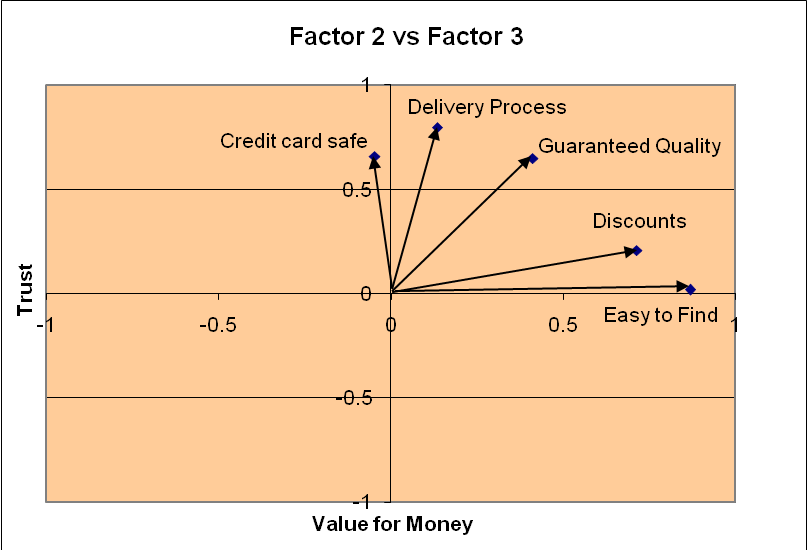 Factor 2 vs Factor 3
1
Delivery Process
Credit card safe
Guaranteed Quality
0.5
Discounts
Trust
0
Easy to Find
-1
-0.5
0
0.5
1
-0.5
-1
Value for Money